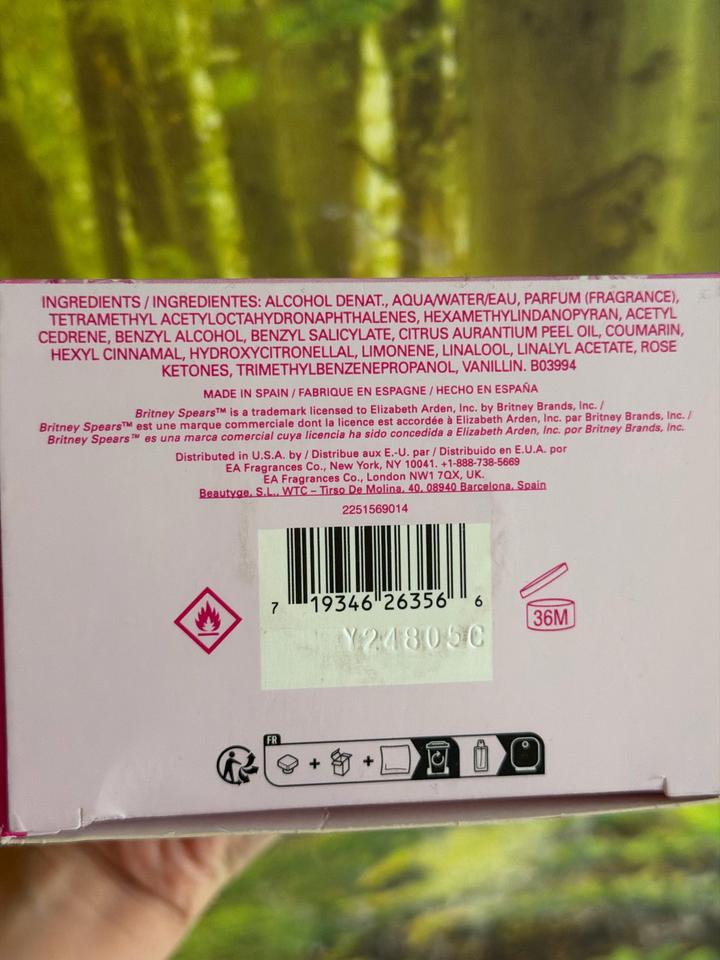 INGREDIENTS / INGREDIENTES: ALCOHOL DENAT., AQUA/WATER/EAU, PARFUM (FRAGRANCE),
TETRAMETHYL ACETYLOCTAHYDRONAPHTHALENES, HEXAMETHYLINDANOPYRAN, ACETYL
CEDRENE, BENZYL ALCOHOL, BENZYL SALICYLATE, CITRUS AURANTIUM PEEL OIL, COUMARIN,
HEXYL CINNAMAL, HYDROXYCITRONELLAL, LIMONENE, LINALOOL, LINALYL ACETATE, ROSE
KETONES, TRIMETHYLBENZENEPROPANOL, VANILLIN. B03994
MADE IN SPAIN / FABRIQUE EN ESPAGNE / HECHO EN ESPAÑA
Britney Spears™ is a trademark licensed to Elizabeth Arden, Inc. by Britney Brands, Inc. /
Britney Spears™ est une marque commerciale dont la licence est accordée à Elizabeth Arden, Inc. par Britney Brands, Inc. /
Britney Spears™ es una marca comercial cuya licencia ha sido concedida a Elizabeth Arden, Inc. por Britney Brands, Inc.
Distributed in U.S.A. by / Distribue aux E.-U. par / Distribuido en E.U.A. por
EA Fragrances Co., New York, NY 10041. +1-888-738-5669
EA Fragrances Co., London NW1 7QX, UK.
Beautyge, S.L., WTC – Tirso De Molina, 40, 08940 Barcelona, Spain
2251569014
7 19346 26356 6
Y24805C
36M
FR